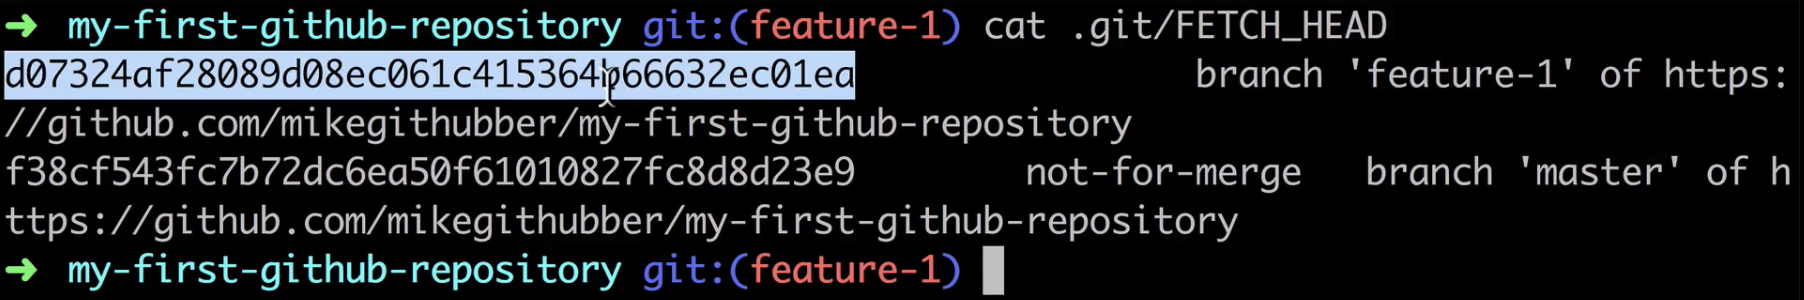 ➜ my-first-github-repository git:(feature-1) cat .git/FETCH_HEAD
d07324af28089d08ec061c415364b66632ec01ea branch 'feature-1' of https:
//github.com/mikegithubber/my-first-github-repository
f38cf543fc7b72dc6ea50f61010827fc8d8d23e9 not-for-merge branch 'master' of h
ttps://github.com/mikegithubber/my-first-github-repository
➜ my-first-github-repository git:(feature-1)